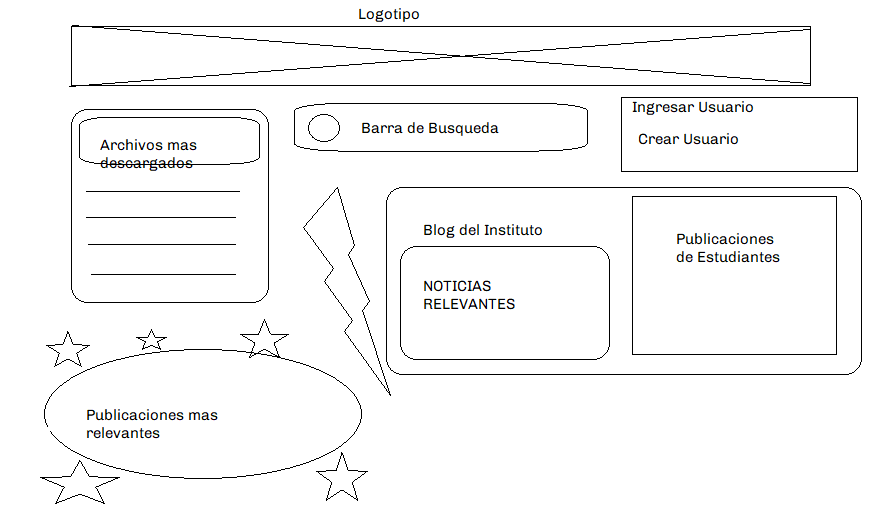 Logotipo
Archivos mas
descargados
Barra de Busqueda
Ingresar Usuario
Crear Usuario
Blog del Instituto
NOTICIAS
RELEVANTES
Publicaciones
de Estudiantes
Publicaciones mas
relevantes